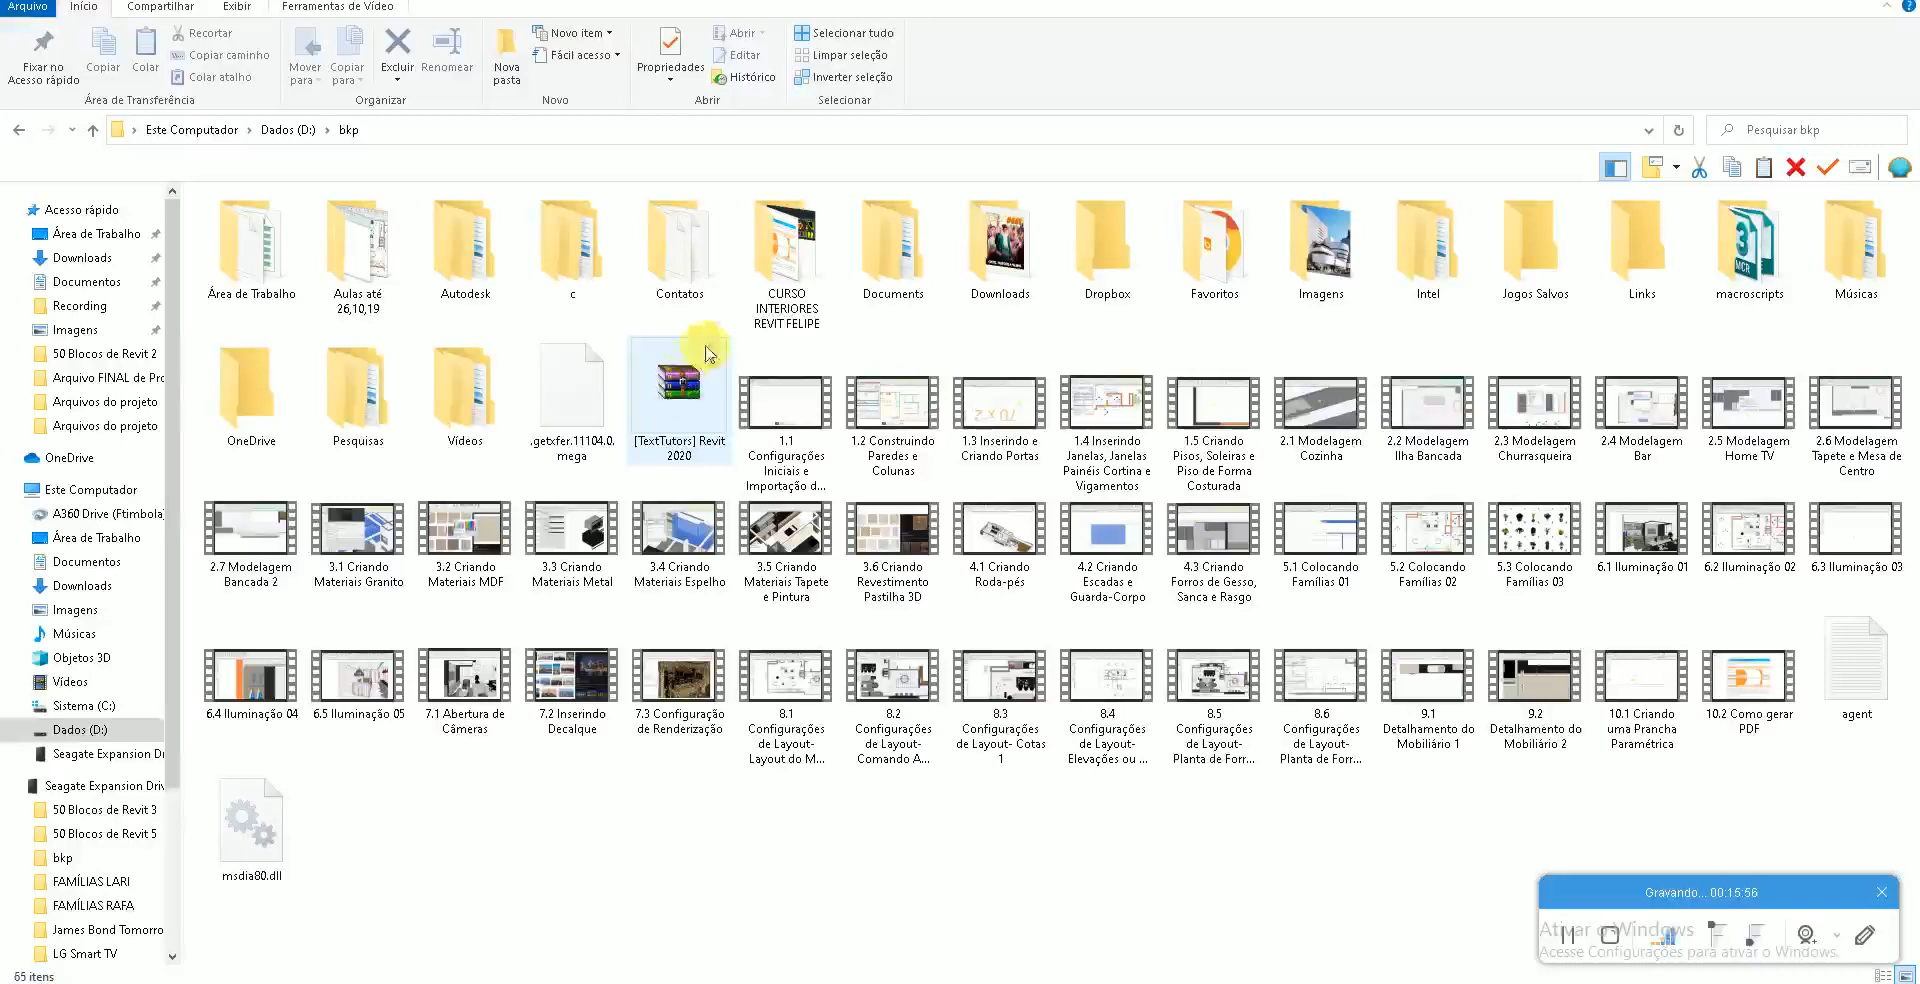 Arquivo
Início
Compartilhar
Exibir
Ferramentas de Vídeo
Fixar no
Acesso rápido
Copiar
Colar
Recortar
Copiar caminho
Colar atalho
Área de Transferência
Mover
para
Copiar
para
Excluir
Renomear
Organizar
Nova
pasta
Novo item
Fácil acesso
Novo
Propriedades
Abrir
Editar
Histórico
Abrir
Selecionar tudo
Limpar seleção
Inverter seleção
Selecionar
Este Computador
Dados (D:)
bkp
Pesquisar bkp
Acesso rápido
Área de Trabalho
Downloads
Documentos
Recording
Imagens
50 Blocos de Revit 2
Arquivo FINAL de Pro
Arquivos do projeto
Arquivos do projeto
OneDrive
Este Computador
A360 Drive (Ftimbola)
Área de Trabalho
Documentos
Downloads
Imagens
Músicas
Objetos 3D
Vídeos
Sistema (C:)
Dados (D:)
Seagate Expansion Dr
Seagate Expansion Driv
50 Blocos de Revit 3
50 Blocos de Revit 5
bkp
FAMÍLIAS LARI
FAMÍLIAS RAFA
James Bond Tomorro
LG Smart TV
Área de Trabalho
Aulas até
26,10,19
Autodesk
c
Contatos
CURSO
INTERIORES
REVIT FELIPE
Documents
Downloads
Dropbox
Favoritos
Imagens
Intel
Jogos Salvos
Links
macroscripts
Músicas
OneDrive
Pesquisas
Vídeos
.getxfer.11104.0.
mega
[TextTutors] Revit
2020
1.1
Configurações
Iniciais e
Importação d...
1.2 Construindo
Paredes e
Colunas
1.3 Inserindo e
Criando Portas
1.4 Inserindo
Janelas, Janelas
Painéis Cortina e
Vigamentos
1.5 Criando
Pisos, Soleiras e
Piso de Forma
Costurada
2.1 Modelagem
Cozinha
2.2 Modelagem
Ilha Bancada
2.3 Modelagem
Churrasqueira
2.4 Modelagem
Bar
2.5 Modelagem
Home TV
2.6 Modelagem
Tapete e Mesa de
Centro
2.7 Modelagem
Bancada 2
3.1 Criando
Materiais Granito
3.2 Criando
Materiais MDF
3.3 Criando
Materiais Metal
3.4 Criando
Materiais Espelho
3.5 Criando
Materiais Tapete
e Pintura
3.6 Criando
Revestimento
Pastilha 3D
4.1 Criando
Roda-pés
4.2 Criando
Escadas e
Guarda-Corpo
4.3 Criando
Forros de Gesso,
Sanca e Rasgo
5.1 Colocando
Famílias 01
5.2 Colocando
Famílias 02
5.3 Colocando
Famílias 03
6.1 Iluminação 01
6.2 Iluminação 02
6.3 Iluminação 03
6.4 Iluminação 04
6.5 Iluminação 05
7.1 Abertura de
Câmeras
7.2 Inserindo
Decalque
7.3 Configuração
de Renderização
8.1
Configurações
de Layout-
Layout do M...
8.2
Configurações
de Layout-
Comando A...
8.3
Configurações
de Layout- Cotas
1
8.4
Configurações
de Layout-
Elevações ou ...
8.5
Configurações
de Layout-
Planta de Forr...
8.6
Configurações
de Layout-
Planta de Forr...
9.1
Detalhamento do
Mobiliário 1
9.2
Detalhamento do
Mobiliário 2
10.1 Criando
uma Prancha
Paramétrica
10.2 Como gerar
PDF
agent
msdia80.dll
Gravando... 00:15:56
Ativar o Windows
Acesse Configurações para ativar o Windows.
65 itens